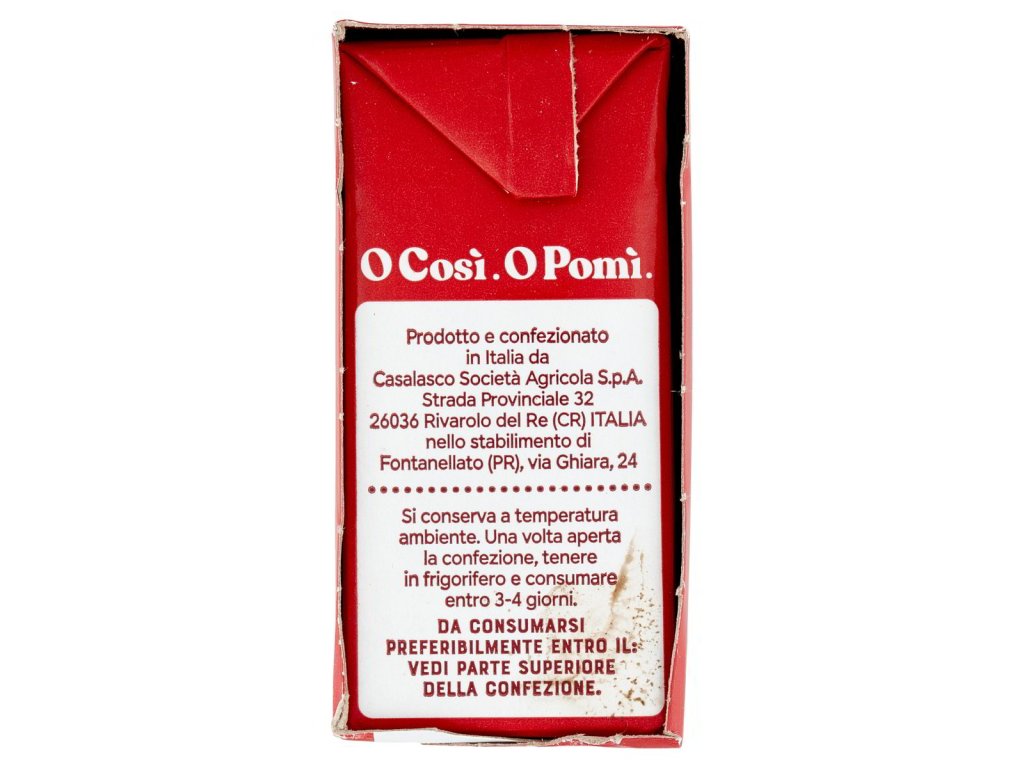 O Così. O Pomì.
Prodotto e confezionato
in Italia da
Casalasco Società Agricola S.p.A.
Strada Provinciale 32
26036 Rivarolo del Re (CR) ITALIA
nello stabilimento di
Fontanellato (PR), via Ghiara, 24
Si conserva a temperatura
ambiente. Una volta aperta
la confezione, tenere
in frigorifero e consumare
entro 3-4 giorni.
DA CONSUMARSI
PREFERIBILMENTE ENTRO IL:
VEDI PARTE SUPERIORE
DELLA CONFEZIONE.